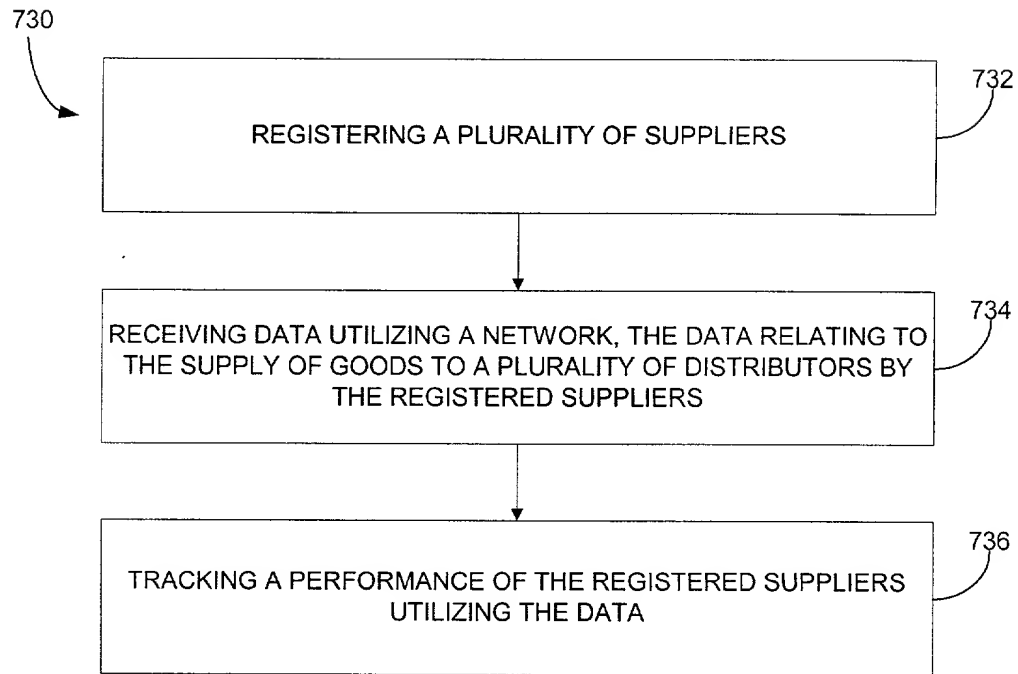 730
732
REGISTERING A PLURALITY OF SUPPLIERS
734
RECEIVING DATA UTILIZING A NETWORK, THE DATA RELATING TO
THE SUPPLY OF GOODS TO A PLURALITY OF DISTRIBUTORS BY
THE REGISTERED SUPPLIERS
736
TRACKING A PERFORMANCE OF THE REGISTERED SUPPLIERS
UTILIZING THE DATA